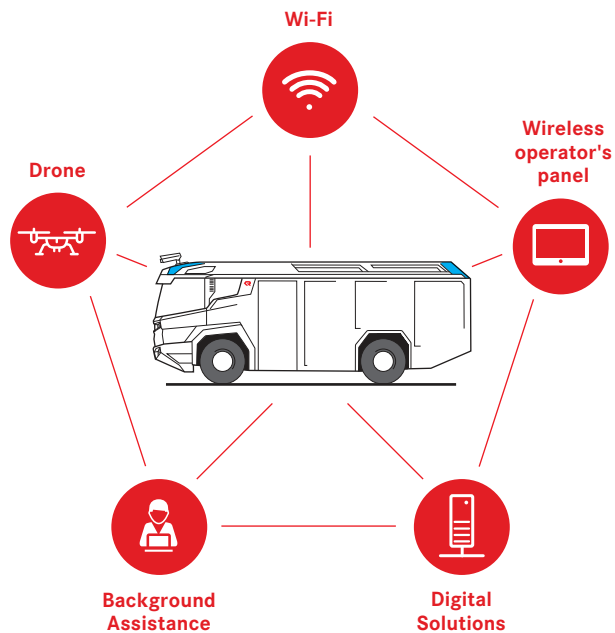 Wi-Fi
Wireless
operator's
panel
Drone
Background
Assistance
Digital
Solutions